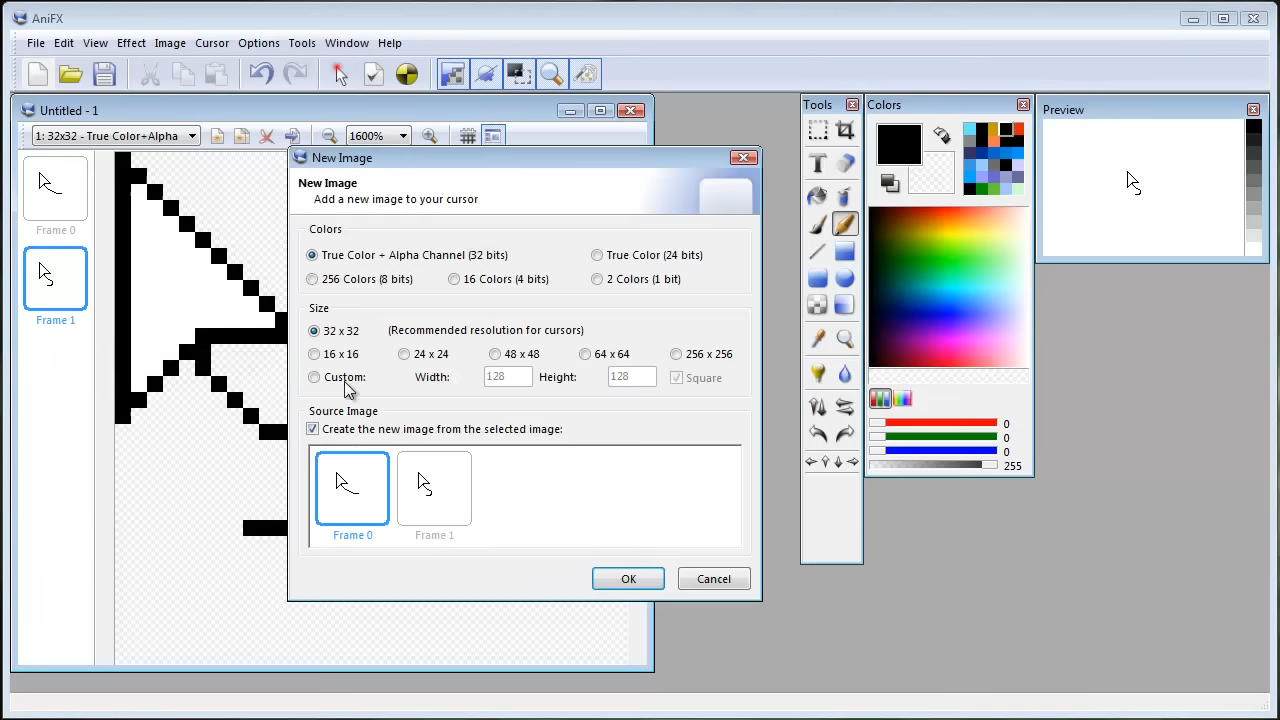 AniFX
File Edit View Effect Image Cursor Options Tools Window Help
Untitled - 1
1: 32x32 - True Color+Alpha
1600%
Frame 0
Frame 1
New Image
New Image
Add a new image to your cursor
Colors
True Color + Alpha Channel (32 bits) True Color (24 bits)
256 Colors (8 bits) 16 Colors (4 bits) 2 Colors (1 bit)
Size
32 x 32 (Recommended resolution for cursors)
16 x 16 24 x 24 48 x 48 64 x 64 256 x 256
Custom: Width: 128 Height: 128 Square
Source Image
Create the new image from the selected image:
Frame 0 Frame 1
OK Cancel
Tools
Colors
0
0
0
255
Preview